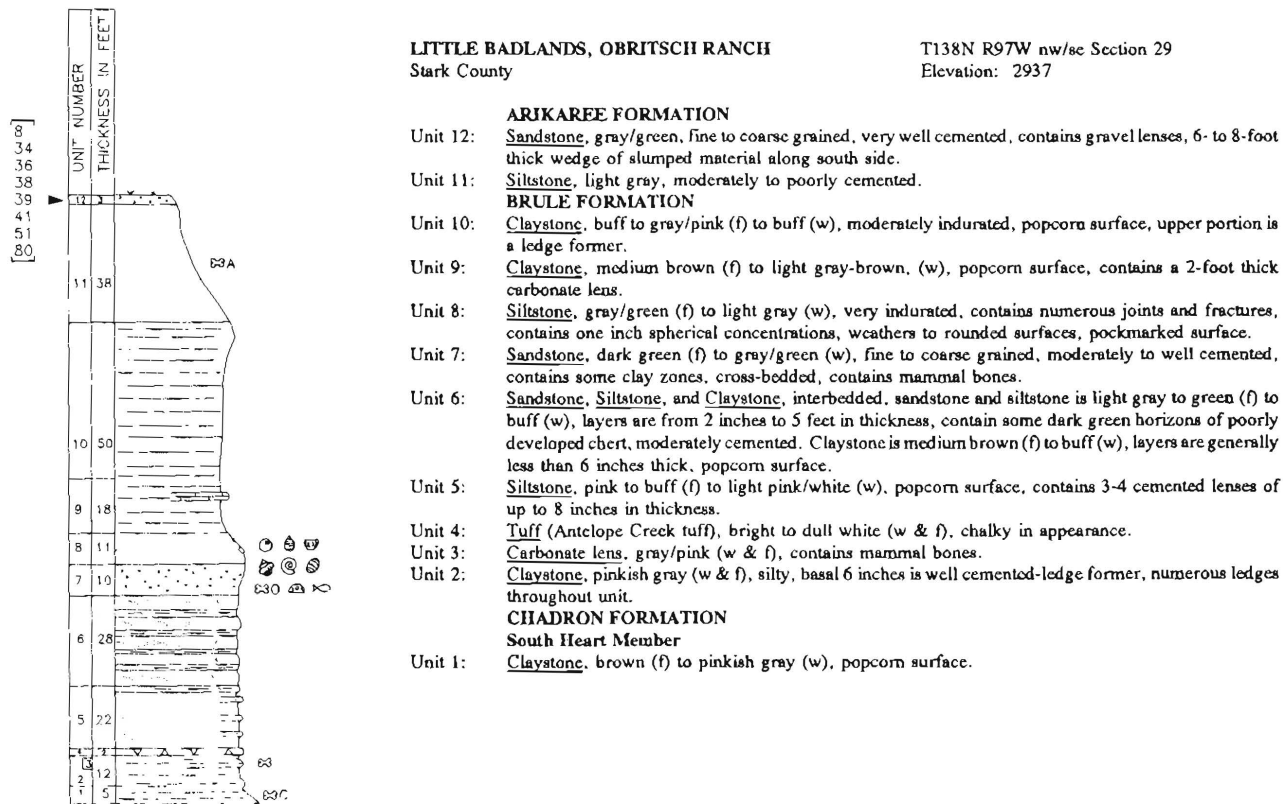 LITTLE BADLANDS, OBRITSCH RANCH
T138N R97W nw/se Section 29
Stark County
Elevation: 2937
ARIKAREE FORMATION
Unit 12: Sandstone, gray/green, fine to coarse grained, very well cemented, contains gravel lenses, 6- to 8-foot
thick wedge of slumped material along south side.
Unit 11: Siltstone, light gray, moderately to poorly cemented.
BRULE FORMATION
Unit 10: Claystone, buff to gray/pink (f) to buff (w), moderately indurated, popcorn surface, upper portion is
a ledge former.
Unit 9: Claystone, medium brown (f) to light gray-brown, (w), popcorn surface, contains a 2-foot thick
carbonate lens.
Unit 8: Siltstone, gray/green (f) to light gray (w), very indurated, contains numerous joints and fractures,
contains one inch spherical concentrations, weathers to rounded surfaces, pockmarked surface.
Unit 7: Sandstone, dark green (f) to gray/green (w), fine to coarse grained, moderately to well cemented,
contains some clay zones, cross-bedded, contains mammal bones.
Unit 6: Sandstone, Siltstone, and Claystone, interbedded, sandstone and siltstone is light gray to green (f) to
buff (w), layers are from 2 inches to 5 feet in thickness, contain some dark green horizons of poorly
developed chert, moderately cemented. Claystone is medium brown (f) to buff (w), layers are generally
less than 6 inches thick, popcorn surface.
Unit 5: Siltstone, pink to buff (f) to light pink/white (w), popcorn surface, contains 3-4 cemented lenses of
up to 8 inches in thickness.
Unit 4: Tuff (Antelope Creek tuff), bright to dull white (w & f), chalky in appearance.
Unit 3: Carbonate lens, gray/pink (w & f), contains mammal bones.
Unit 2: Claystone, pinkish gray (w & f), silty, basal 6 inches is well cemented-ledge former, numerous ledges
throughout unit.
CHADRON FORMATION
South Heart Member
Unit 1: Claystone, brown (f) to pinkish gray (w), popcorn surface.
UNIT NUMBER
THICKNESS IN FEET
8
34
36
38
39
41
51
80
12
A
11 38
10 50
9 18
8 11
7 10
O
6 28
5 22
3
2 12
1 5
C